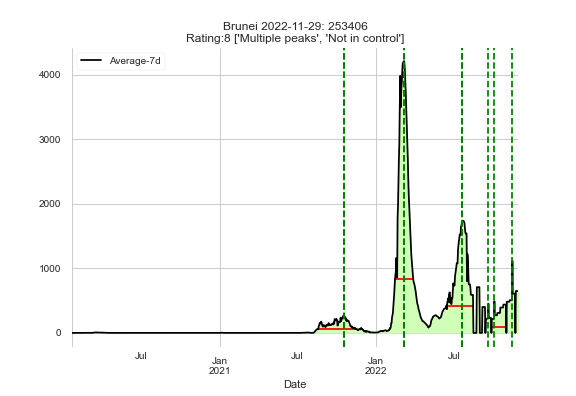 Brunei 2022-11-29: 253406
Rating:8 ['Multiple peaks', 'Not in control']
Average-7d
4000
3000
2000
1000
0
Jul
Jan
2021
Jul
Jan
2022
Jul
Date